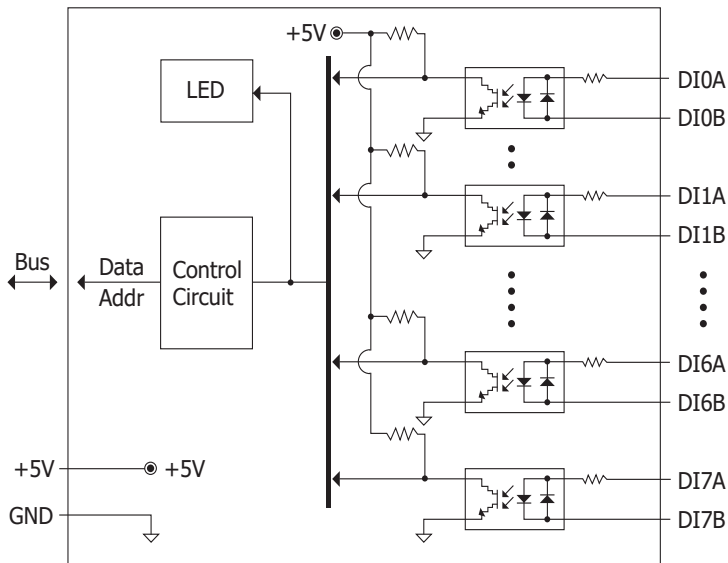 +5V
LED
DI0A
DI0B
DI1A
DI1B
Bus
Data
Addr
Control
Circuit
DI6A
DI6B
+5V
+5V
DI7A
GND
DI7B